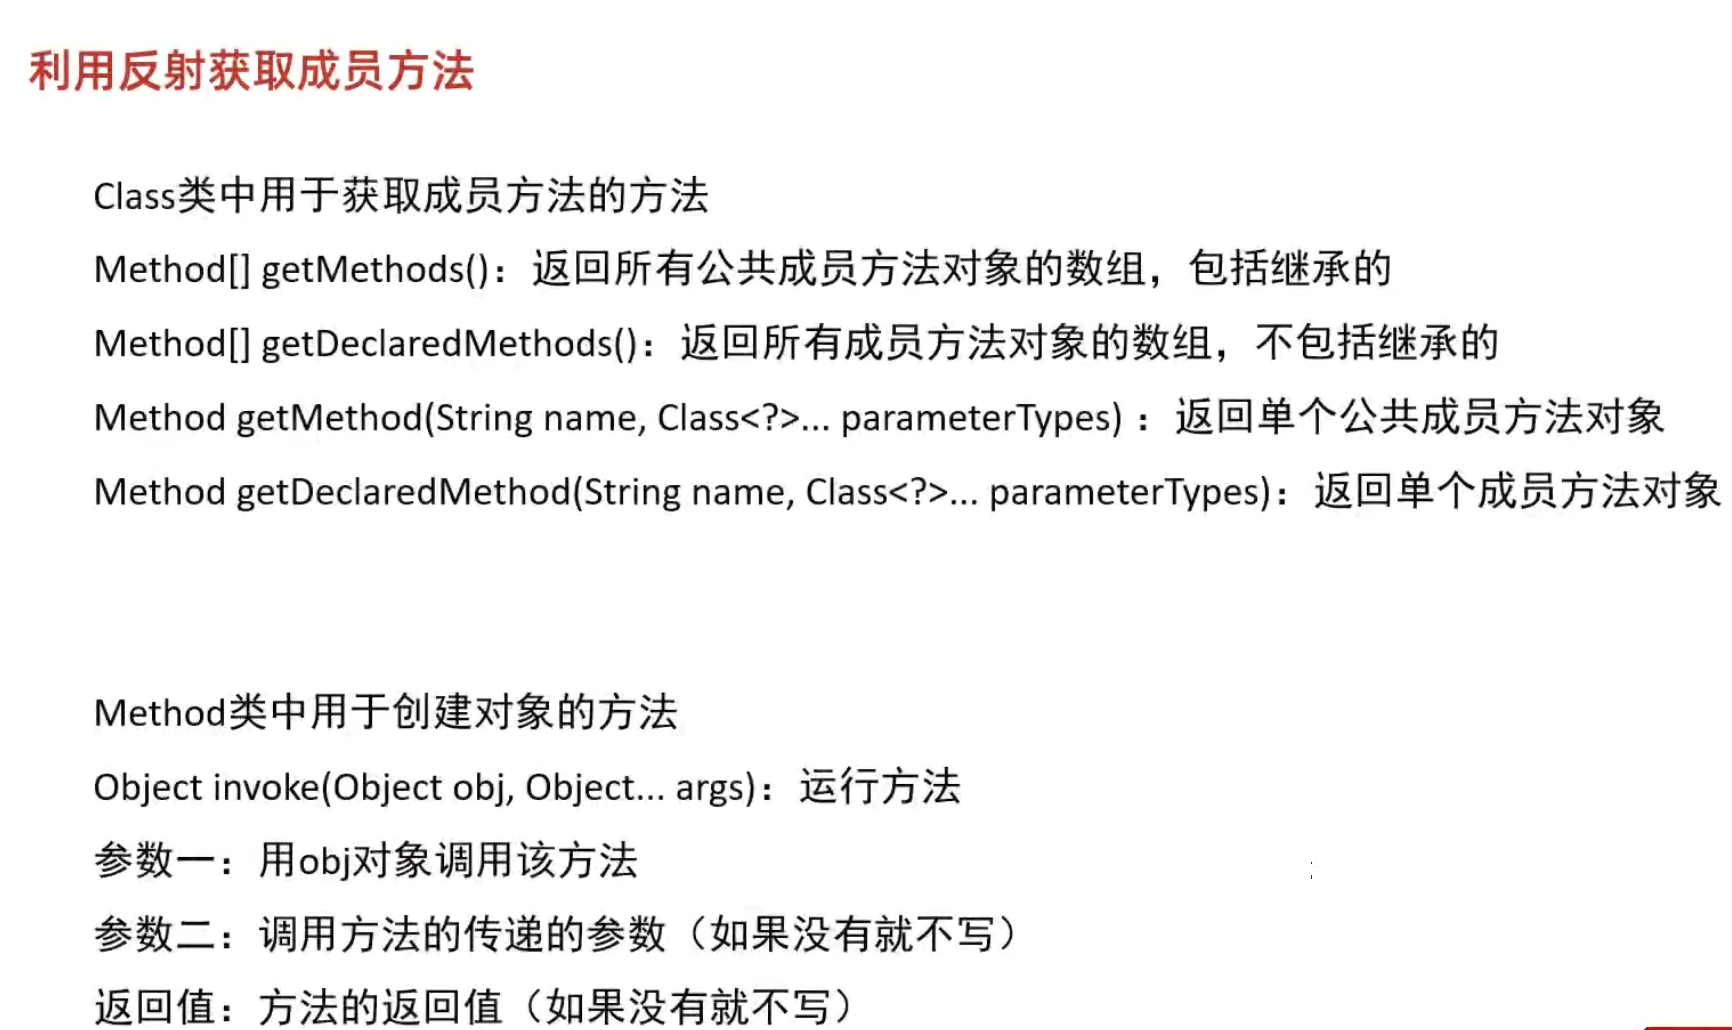 利用反射获取成员方法
Class类中用于获取成员方法的方法
Method[] getMethods()：返回所有公共成员方法对象的数组，包括继承的
Method[] getDeclaredMethods()：返回所有成员方法对象的数组，不包括继承的
Method getMethod(String name, Class<?>... parameterTypes) ：返回单个公共成员方法对象
Method getDeclaredMethod(String name, Class<?>... parameterTypes)：返回单个成员方法对象
Method类中用于创建对象的方法
Object invoke(Object obj, Object... args)：运行方法
参数一：用obj对象调用该方法
参数二：调用方法的传递的参数（如果没有就不写）
返回值：方法的返回值（如果没有就不写）